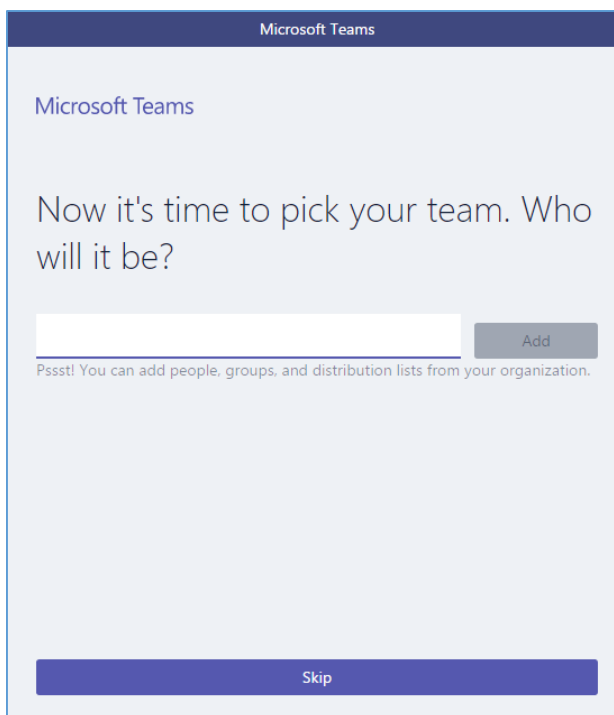 Microsoft Teams
Microsoft Teams
Now it's time to pick your team. Who
will it be?
Add
Pssst! You can add people, groups, and distribution lists from your organization.
Skip